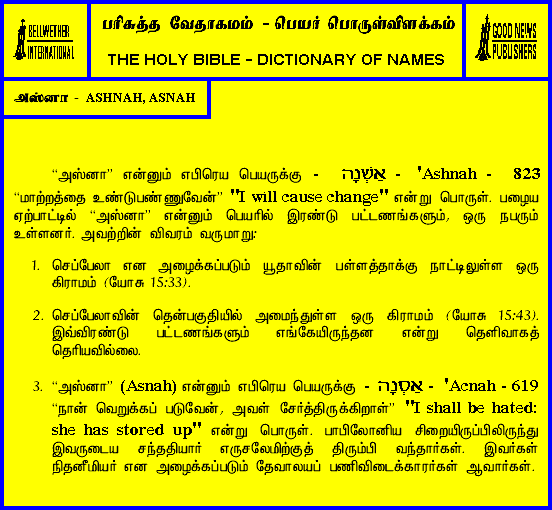 BELLWETHER
INTERNATIONAL
பரிசுத்த வேதாகமம் - பெயர் பொருள்விளக்கம்
THE HOLY BIBLE - DICTIONARY OF NAMES
GOOD NEWS
PUBLISHERS
அஸ்னா - ASHNAH, ASNAH
“அஸ்னா” என்னும் எபிரெய பெயருக்கு - אַשְׁנָה - 'Ashnah - 823
“மாற்றத்தை உண்டுபண்ணுவேன்” "I will cause change" என்று பொருள். பழைய
ஏற்பாட்டில் “அஸ்னா” என்னும் பெயரில் இரண்டு பட்டணங்களும், ஒரு நபரும்
உள்ளனர். அவற்றின் விவரம் வருமாறு:
1. செப்பேலா என அழைக்கப்படும் யூதாவின் பள்ளத்தாக்கு நாட்டிலுள்ள ஒரு
கிராமம் (யோசு 15:33).
2. செப்பேலாவின் தென்பகுதியில் அமைந்துள்ள ஒரு கிராமம் (யோசு 15:43).
இவ்விரண்டு பட்டணங்களும் எங்கேயிருந்தன என்று தெளிவாகத்
தெரியவில்லை.
3. “அஸ்னா” (Asnah) என்னும் எபிரெய பெயருக்கு - אַסְנָה - 'Acnah - 619
“நான் வெறுக்கப் படுவேன், அவள் சேர்த்திருக்கிறாள்” "I shall be hated:
she has stored up" என்று பொருள். பாபிலோனிய சிறையிருப்பிலிருந்து
இவருடைய சந்ததியார் எருசலேமிற்குத் திரும்பி வந்தார்கள். இவர்கள்
நிதனீமியர் என அழைக்கப்படும் தேவாலயப் பணிவிடைக்காரர்கள் ஆவார்கள்.